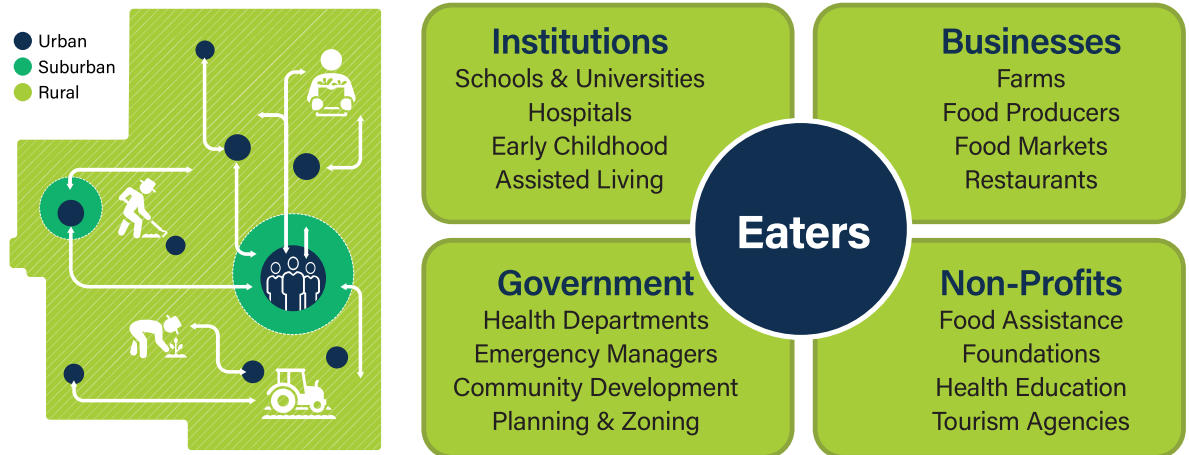 Urban
Suburban
Rural
Institutions
Schools & Universities
Hospitals
Early Childhood
Assisted Living
Businesses
Farms
Food Producers
Food Markets
Restaurants
Eaters
Government
Health Departments
Emergency Managers
Community Development
Planning & Zoning
Non-Profits
Food Assistance
Foundations
Health Education
Tourism Agencies